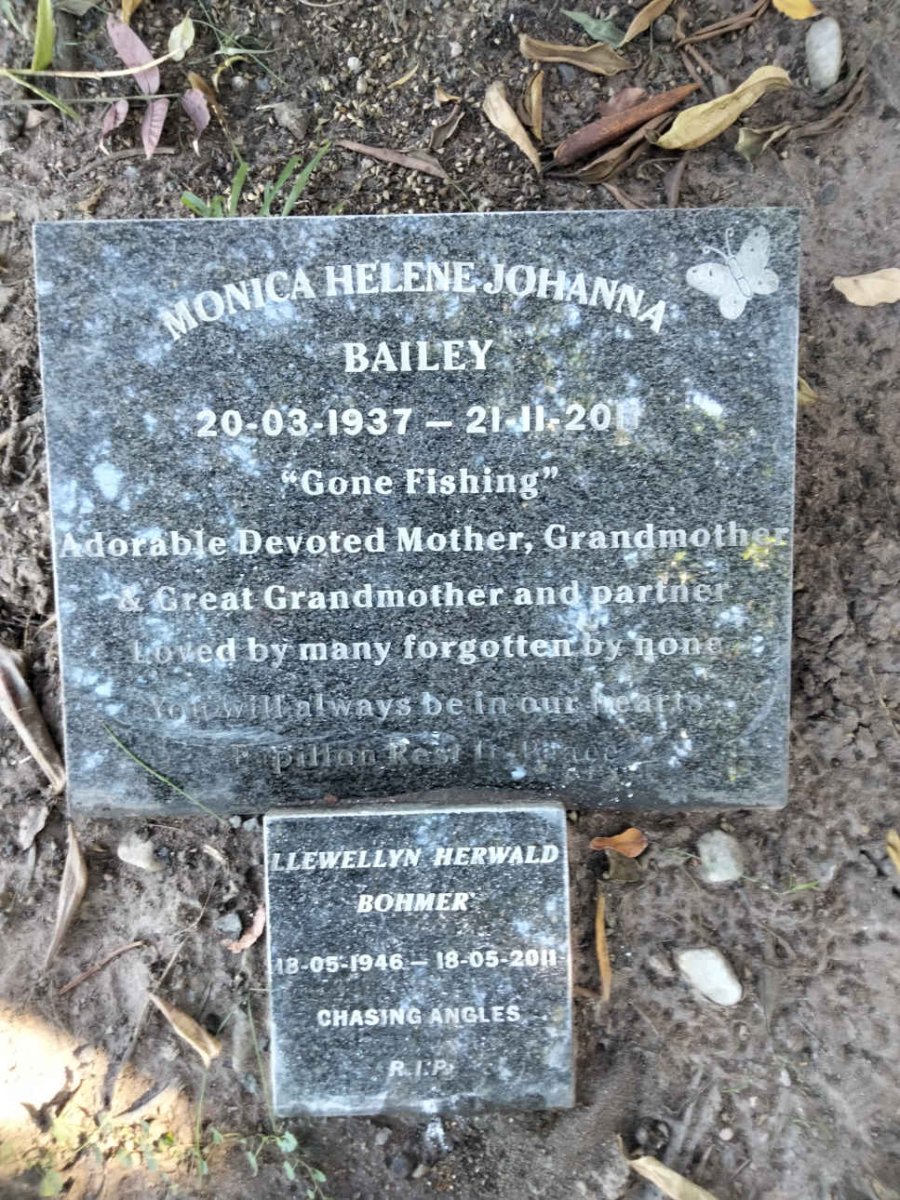 MONICA HELENE JOHANNA
BAILEY
20-03-1937 – 21-11-2011
“Gone Fishing”
Adorable Devoted Mother, Grandmother
& Great Grandmother and partner
Loved by many forgotten by none
You will always be in our hearts
Papillon Rest In Peace
LLEWELLYN HERWALD
BOHMER
18-05-1946 – 18-05-2011
CHASING ANGLES
R.I.P.